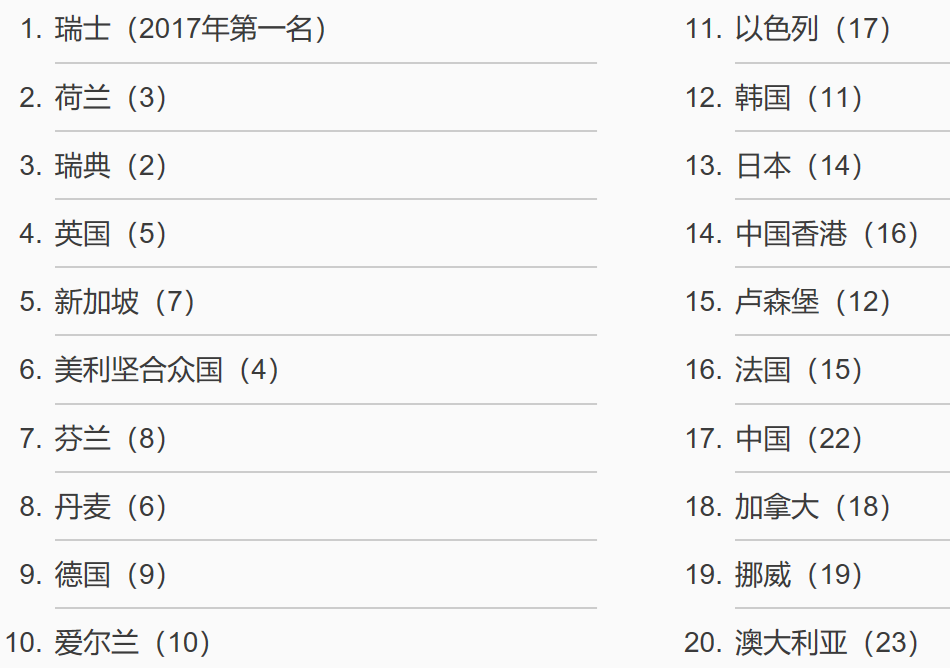 1. 瑞士（2017年第一名）
2. 荷兰（3）
3. 瑞典（2）
4. 英国（5）
5. 新加坡（7）
6. 美利坚合众国（4）
7. 芬兰（8）
8. 丹麦（6）
9. 德国（9）
10. 爱尔兰（10）
11. 以色列（17）
12. 韩国（11）
13. 日本（14）
14. 中国香港（16）
15. 卢森堡（12）
16. 法国（15）
17. 中国（22）
18. 加拿大（18）
19. 挪威（19）
20. 澳大利亚（23）